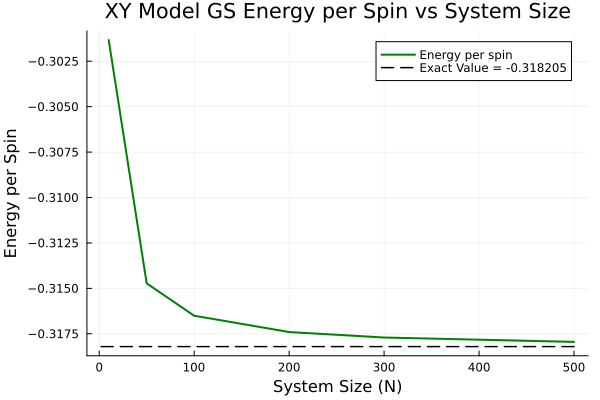 XY Model GS Energy per Spin vs System Size
Energy per spin
Exact Value = -0.318205
Energy per Spin
−0.3025
−0.3050
−0.3075
−0.3100
−0.3125
−0.3150
−0.3175
0 100 200 300 400 500
System Size (N)